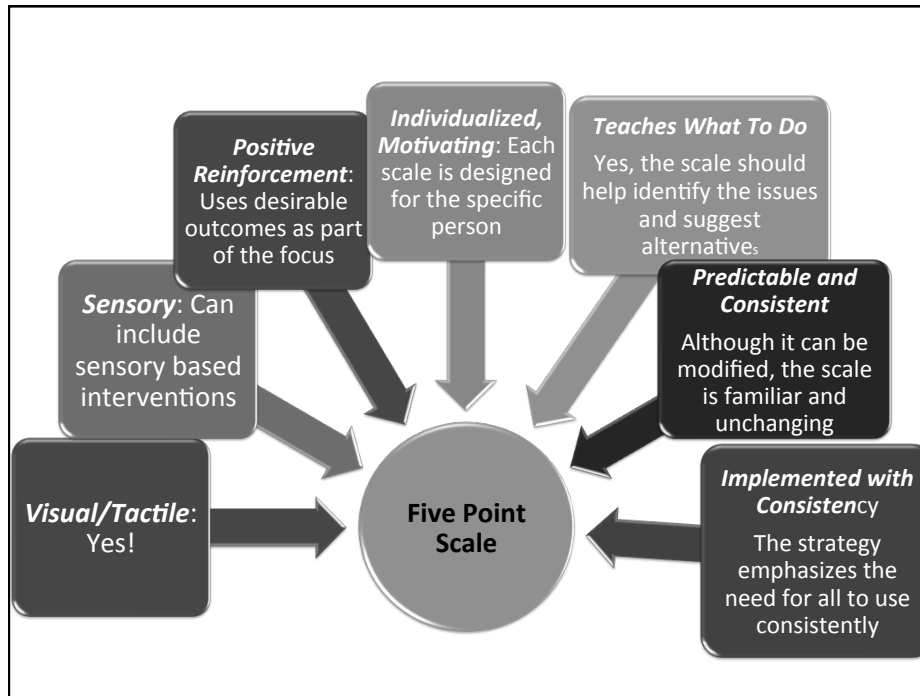 Visual/Tactile:
Yes!
Sensory: Can
include
sensory based
interventions
Positive
Reinforcement:
Uses desirable
outcomes as part
of the focus
Individualized,
Motivating: Each
scale is designed
for the specific
person
Teaches What To Do
Yes, the scale should
help identify the issues
and suggest
alternatives
Predictable and
Consistent
Although it can be
modified, the scale
is familiar and
unchanging
Implemented with
Consistency
The strategy
emphasizes the
need for all to use
consistently
Five Point
Scale